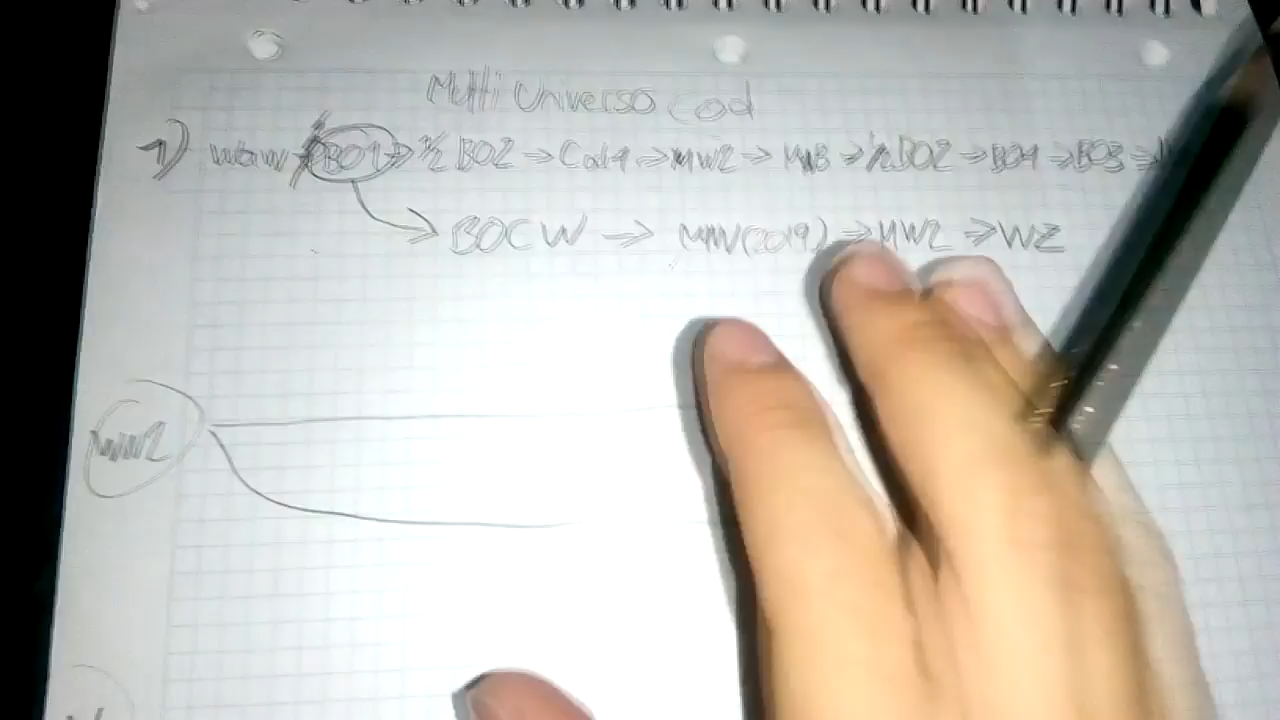 Multi Universo Cod
1) WaW → BO1 → 1/2 BO2 → Cod4 → MW2 → MW3 → 1/2 BO2 → BO4 → BO3 →
BOCW → MW(2019) → MW2 → WZ
MW2